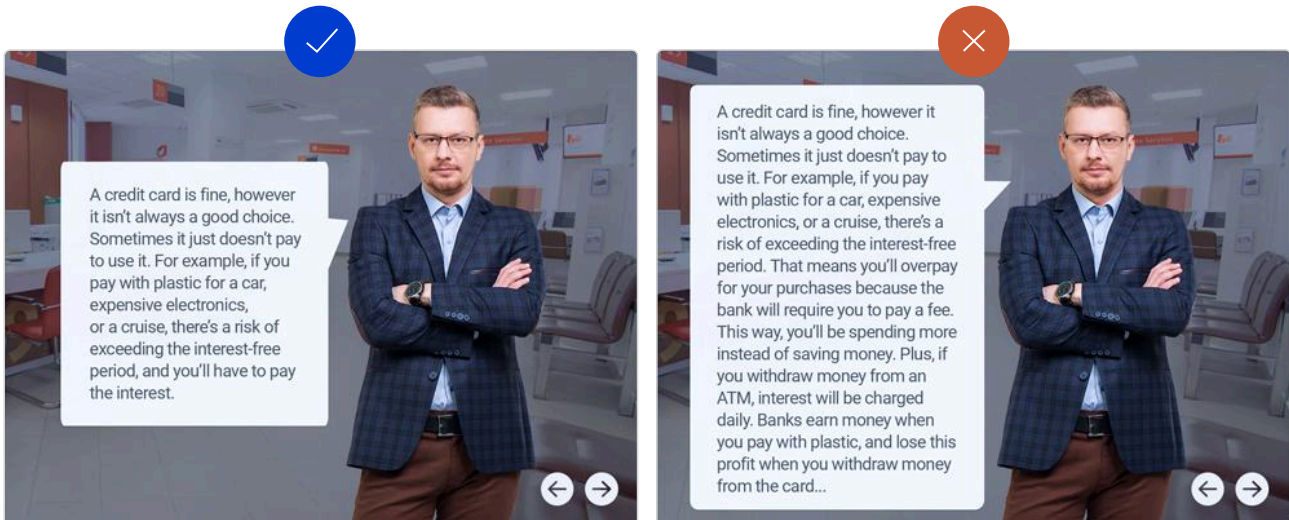 A credit card is fine, however
it isn't always a good choice.
Sometimes it just doesn't pay
to use it. For example, if you
pay with plastic for a car,
expensive electronics,
or a cruise, there's a risk of
exceeding the interest-free
period, and you'll have to pay
the interest.
A credit card is fine, however it
isn't always a good choice.
Sometimes it just doesn't pay to
use it. For example, if you pay
with plastic for a car, expensive
electronics, or a cruise, there's a
risk of exceeding the interest-free
period. That means you'll overpay
for your purchases because the
bank will require you to pay a fee.
This way, you'll be spending more
instead of saving money. Plus, if
you withdraw money from an
ATM, interest will be charged
daily. Banks earn money when
you pay with plastic, and lose this
profit when you withdraw money
from the card...